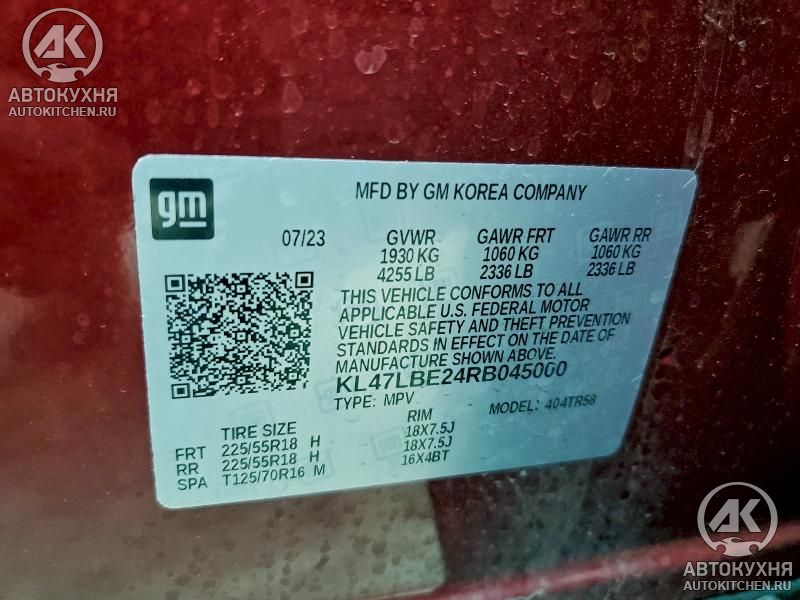 AK
АВТОКУХНЯ
AUTOKITCHEN.RU
gm
MFD BY GM KOREA COMPANY
07/23 GVWR GAWR FRT GAWR RR
1930 KG 1060 KG 1060 KG
4255 LB 2336 LB 2336 LB
THIS VEHICLE CONFORMS TO ALL
APPLICABLE U.S. FEDERAL MOTOR
VEHICLE SAFETY AND THEFT PREVENTION
STANDARDS IN EFFECT ON THE DATE OF
MANUFACTURE SHOWN ABOVE.
KL47LBE24RB045000
TYPE: MPV MODEL: 404TR58
TIRE SIZE RIM
FRT 225/55R18 H 18X7.5J
RR 225/55R18 H 18X7.5J
SPA T125/70R16 M 16X4BT
AK
АВТОКУХНЯ
AUTOKITCHEN.RU